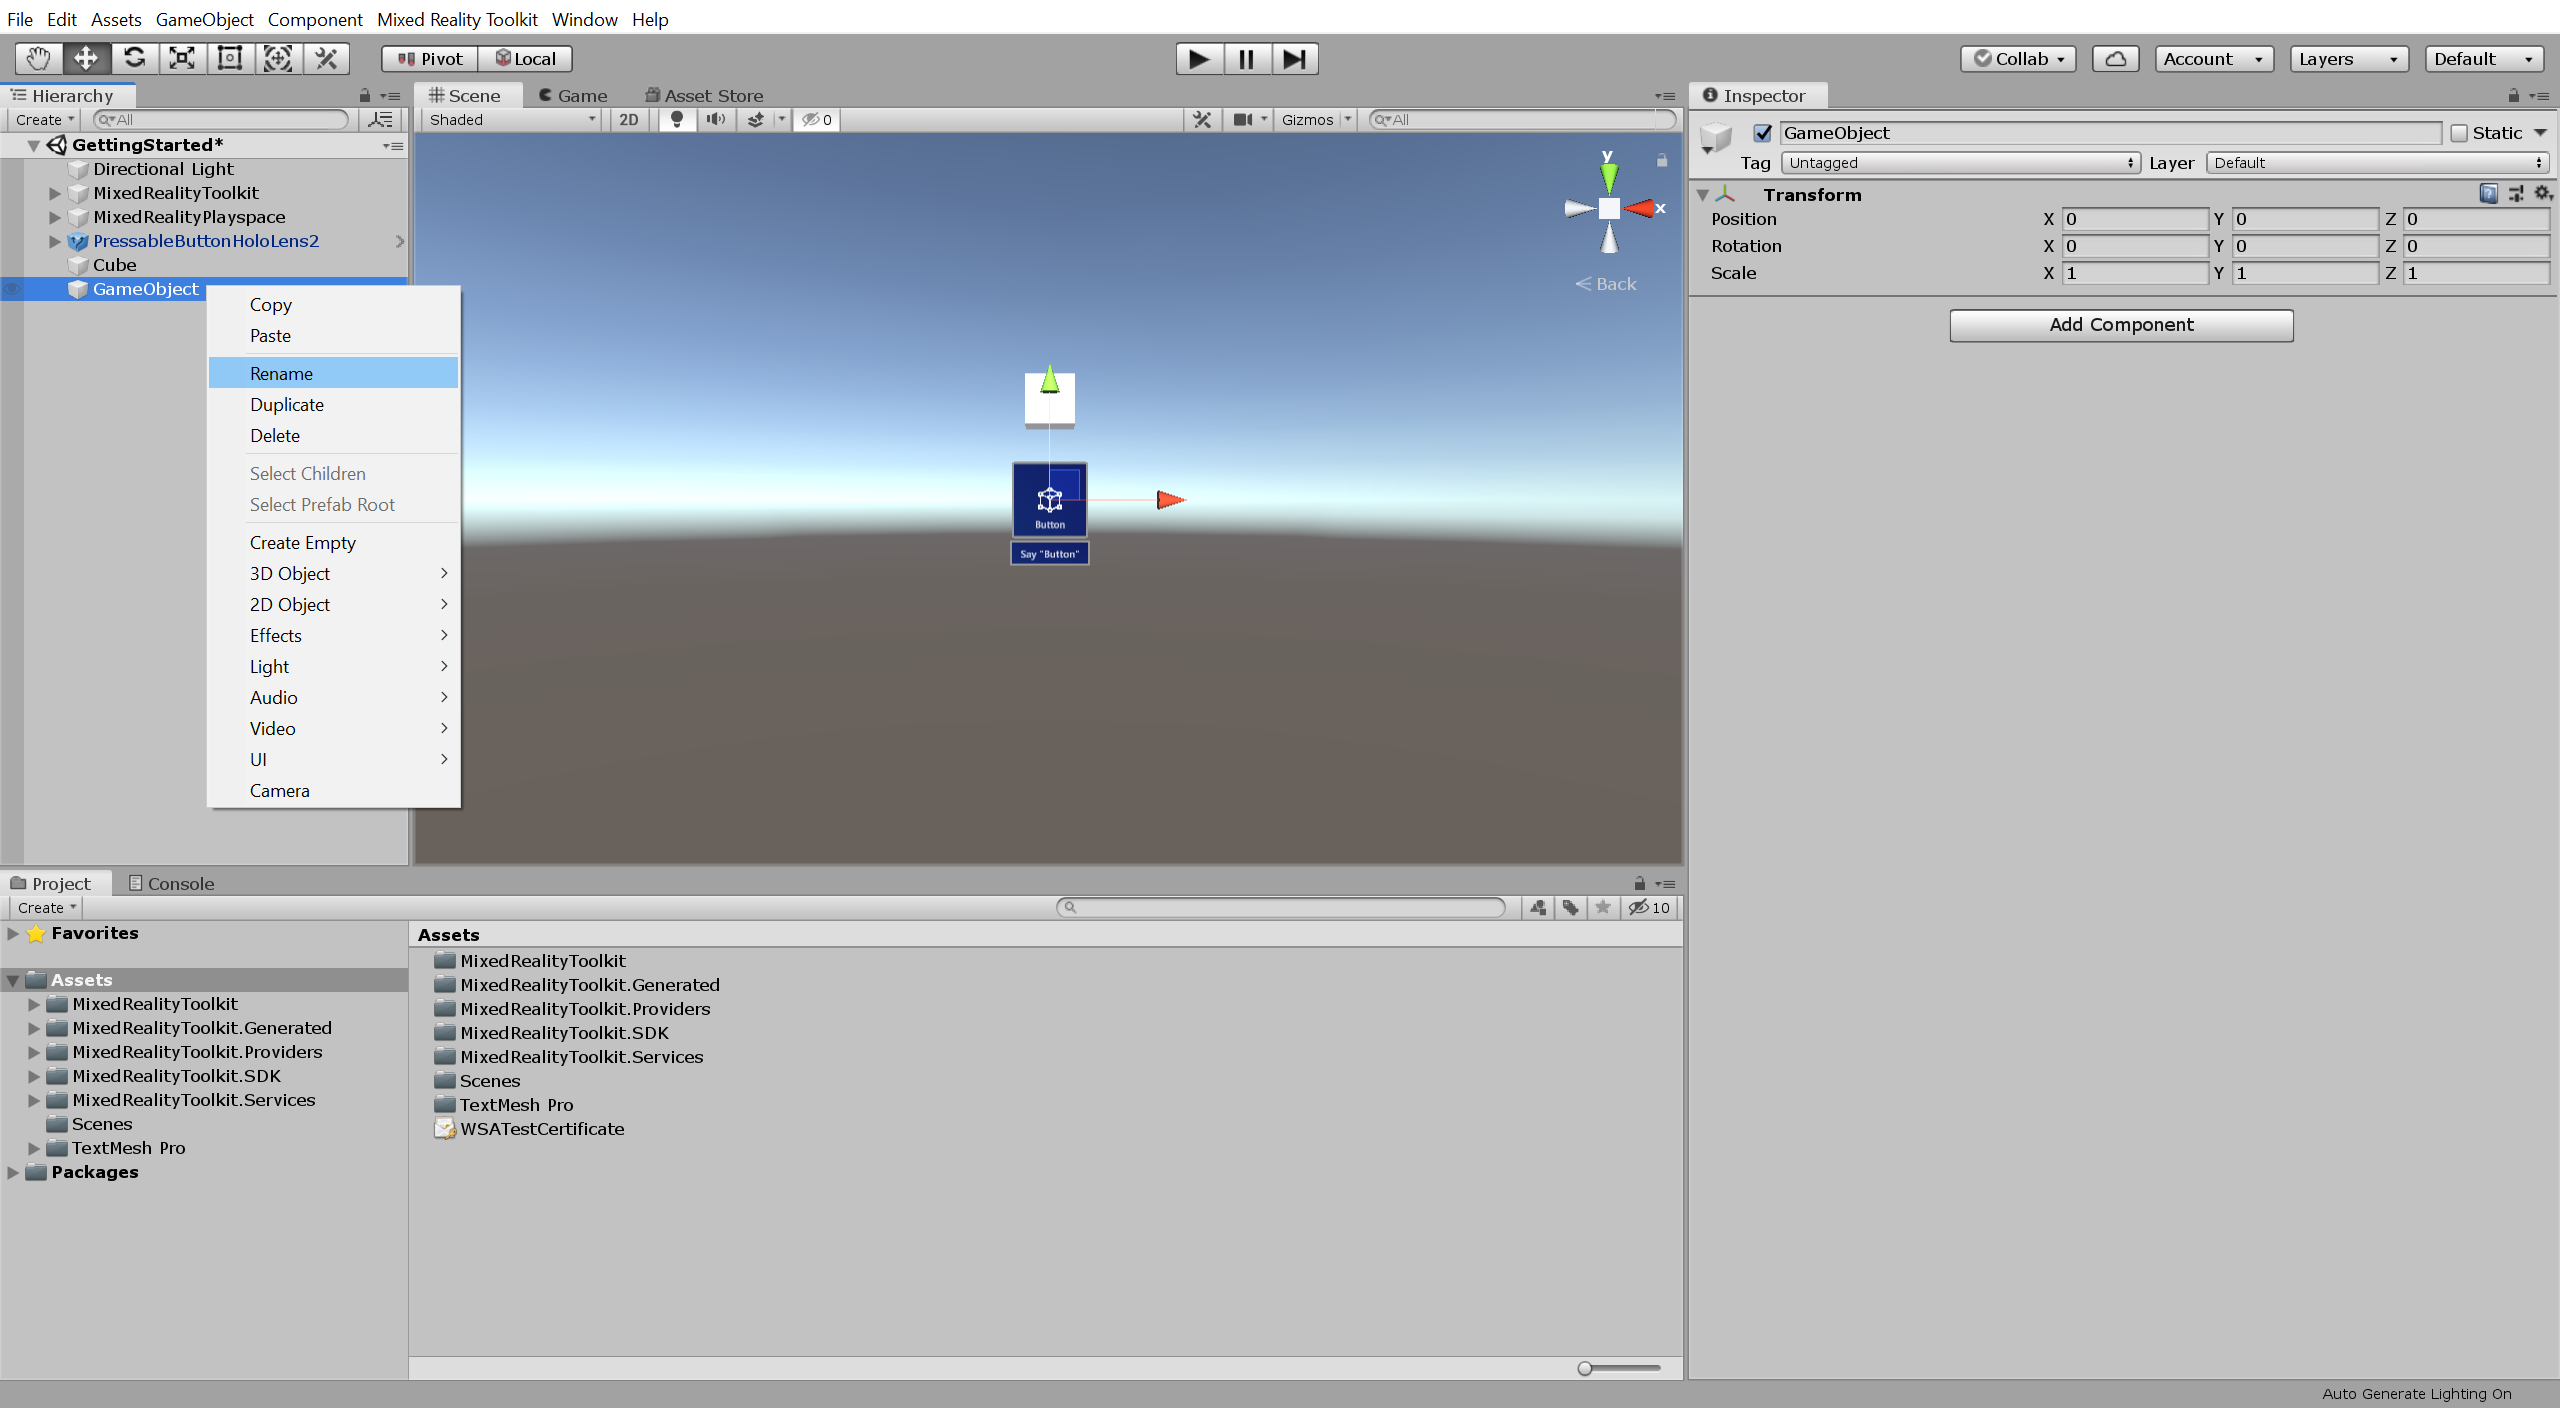 File Edit Assets GameObject Component Mixed Reality Toolkit Window Help
Pivot Local Collab Account Layers Default
Hierarchy
Create All
GettingStarted*
Directional Light
MixedRealityToolkit
MixedRealityPlayspace
PressableButtonHoloLens2
Cube
GameObject
Copy
Paste
Rename
Duplicate
Delete
Select Children
Select Prefab Root
Create Empty
3D Object
2D Object
Effects
Light
Audio
Video
UI
Camera
Scene Game Asset Store
Shaded 2D 0 Gizmos All
y
x
Back
Button
Say "Button"
Inspector
GameObject Static
Tag Untagged Layer Default
Transform
Position X 0 Y 0 Z 0
Rotation X 0 Y 0 Z 0
Scale X 1 Y 1 Z 1
Add Component
Project Console
Create 10
Favorites
Assets
MixedRealityToolkit
MixedRealityToolkit.Generated
MixedRealityToolkit.Providers
MixedRealityToolkit.SDK
MixedRealityToolkit.Services
Scenes
TextMesh Pro
Packages
Assets
MixedRealityToolkit
MixedRealityToolkit.Generated
MixedRealityToolkit.Providers
MixedRealityToolkit.SDK
MixedRealityToolkit.Services
Scenes
TextMesh Pro
WSATestCertificate
Auto Generate Lighting On